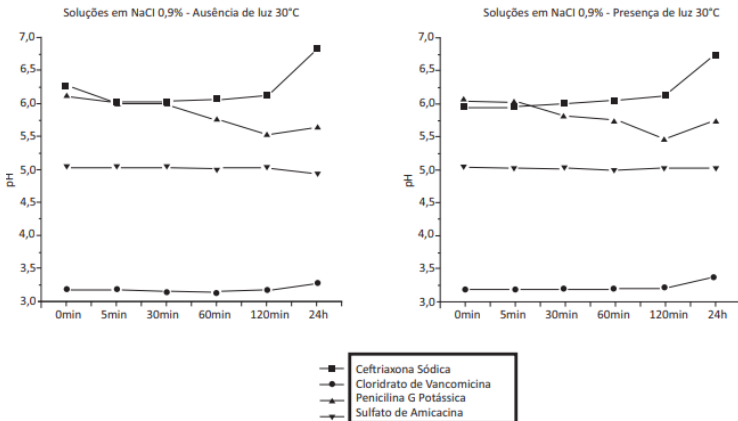 Soluções em NaCl 0,9% - Ausência de luz 30°C
7,0
6,5
6,0
5,5
5,0
4,5
4,0
3,5
3,0
pH
0min 5min 30min 60min 120min 24h
Soluções em NaCl 0,9% - Presença de luz 30°C
7,0
6,5
6,0
5,5
5,0
4,5
4,0
3,5
3,0
pH
0min 5min 30min 60min 120min 24h
Ceftriaxona Sódica
Cloridrato de Vancomicina
Penicilina G Potássica
Sulfato de Amicacina